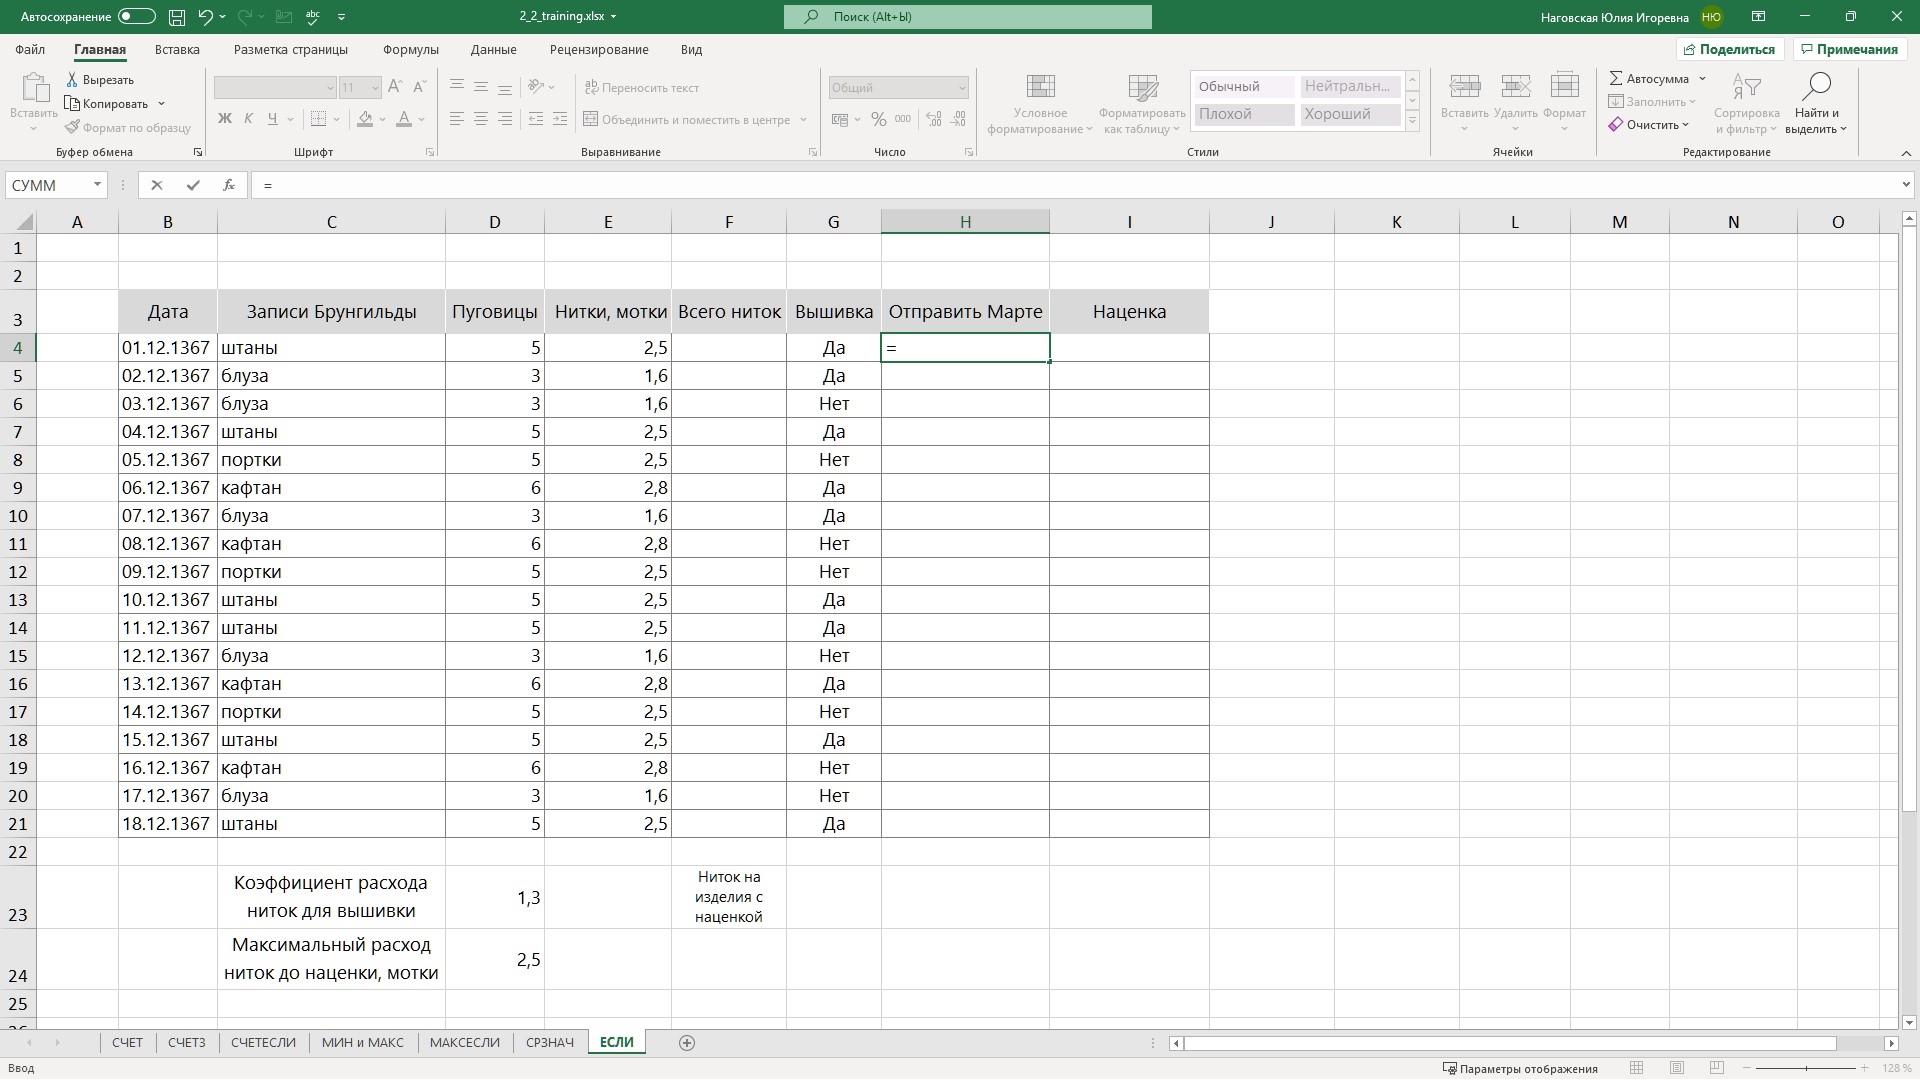 Автосохранение
2_2_training.xlsx
Поиск (Alt+Ы)
Наговская Юлия Игоревна
НЮ
Файл Главная Вставка Разметка страницы Формулы Данные Рецензирование Вид
Поделиться
Примечания
Вставить
Вырезать
Копировать
Формат по образцу
Буфер обмена
11
Ж К Ч
Шрифт
Переносить текст
Объединить и поместить в центре
Выравнивание
Общий
% 000
Число
Условное форматирование
Форматировать как таблицу
Обычный Нейтральн...
Плохой Хороший
Стили
Вставить Удалить Формат
Ячейки
Автосумма
Заполнить
Очистить
Сортировка и фильтр
Найти и выделить
Редактирование
СУММ
fx
=
A B C D E F G H I J K L M N O
1
2
3 Дата Записи Брунгильды Пуговицы Нитки, мотки Всего ниток Вышивка Отправить Марте Наценка
4 01.12.1367 штаны 5 2,5 Да =
5 02.12.1367 блуза 3 1,6 Да
6 03.12.1367 блуза 3 1,6 Нет
7 04.12.1367 штаны 5 2,5 Да
8 05.12.1367 портки 5 2,5 Нет
9 06.12.1367 кафтан 6 2,8 Да
10 07.12.1367 блуза 3 1,6 Да
11 08.12.1367 кафтан 6 2,8 Нет
12 09.12.1367 портки 5 2,5 Нет
13 10.12.1367 штаны 5 2,5 Да
14 11.12.1367 штаны 5 2,5 Да
15 12.12.1367 блуза 3 1,6 Нет
16 13.12.1367 кафтан 6 2,8 Да
17 14.12.1367 портки 5 2,5 Нет
18 15.12.1367 штаны 5 2,5 Да
19 16.12.1367 кафтан 6 2,8 Нет
20 17.12.1367 блуза 3 1,6 Нет
21 18.12.1367 штаны 5 2,5 Да
22
23
Коэффициент расхода
ниток для вышивки
1,3
Ниток на
изделия с
наценкой
24
Максимальный расход
ниток до наценки, мотки
2,5
25
СЧЕТ СЧЕТЗ СЧЕТЕСЛИ МИН и МАКС МАКСЕСЛИ СРЗНАЧ ЕСЛИ
Ввод
Параметры отображения
128 %